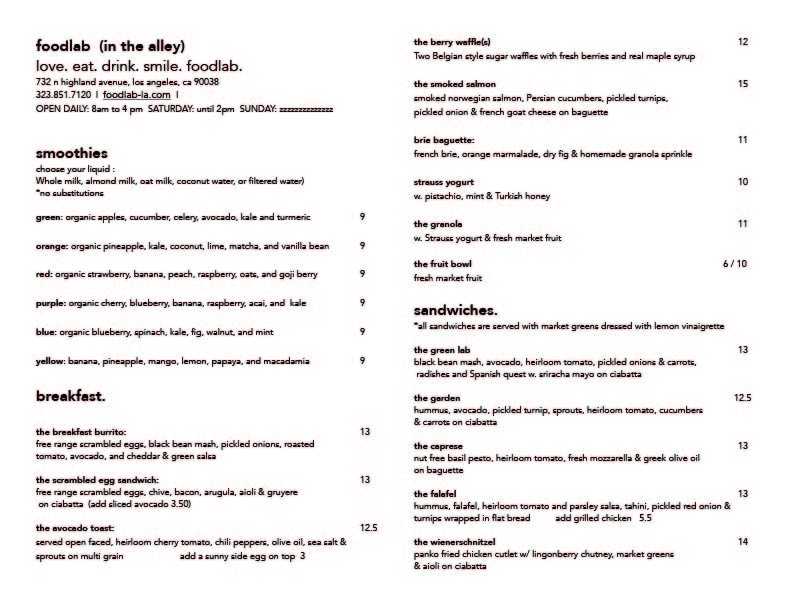 foodlab (in the alley)
love. eat. drink. smile. foodlab.
732 n highland avenue, los angeles, ca 90038
323.851.7120 I foodlab-la.com I
OPEN DAILY: 8am to 4 pm SATURDAY: until 2pm SUNDAY: zzzzzzzzzzzzzz
smoothies
choose your liquid :
Whole milk, almond milk, oat milk, coconut water, or filtered water)
*no substitutions
green: organic apples, cucumber, celery, avocado, kale and turmeric 9
orange: organic pineapple, kale, coconut, lime, matcha, and vanilla bean 9
red: organic strawberry, banana, peach, raspberry, oats, and goji berry 9
purple: organic cherry, blueberry, banana, raspberry, acai, and kale 9
blue: organic blueberry, spinach, kale, fig, walnut, and mint 9
yellow: banana, pineapple, mango, lemon, papaya, and macadamia 9
breakfast.
the breakfast burrito: 13
free range scrambled eggs, black bean mash, pickled onions, roasted
tomato, avocado, and cheddar & green salsa
the scrambled egg sandwich: 13
free range scrambled eggs, chive, bacon, arugula, aioli & gruyere
on ciabatta (add sliced avocado 3.50)
the avocado toast: 12.5
served open faced, heirloom cherry tomato, chili peppers, olive oil, sea salt &
sprouts on multi grain add a sunny side egg on top 3
the berry waffle(s) 12
Two Belgian style sugar waffles with fresh berries and real maple syrup
the smoked salmon 15
smoked norwegian salmon, Persian cucumbers, pickled turnips,
pickled onion & french goat cheese on baguette
brie baguette: 11
french brie, orange marmalade, dry fig & homemade granola sprinkle
strauss yogurt 10
w. pistachio, mint & Turkish honey
the granola 11
w. Strauss yogurt & fresh market fruit
the fruit bowl 6 / 10
fresh market fruit
sandwiches.
*all sandwiches are served with market greens dressed with lemon vinaigrette
the green lab 13
black bean mash, avocado, heirloom tomato, pickled onions & carrots,
radishes and Spanish quest w. sriracha mayo on ciabatta
the garden 12.5
hummus, avocado, pickled turnip, sprouts, heirloom tomato, cucumbers
& carrots on ciabatta
the caprese 13
nut free basil pesto, heirloom tomato, fresh mozzarella & greek olive oil
on baguette
the falafel 13
hummus, falafel, heirloom tomato and parsley salsa, tahini, pickled red onion &
turnips wrapped in flat bread add grilled chicken 5.5
the wienerschnitzel 14
panko fried chicken cutlet w/ lingonberry chutney, market greens
& aioli on ciabatta